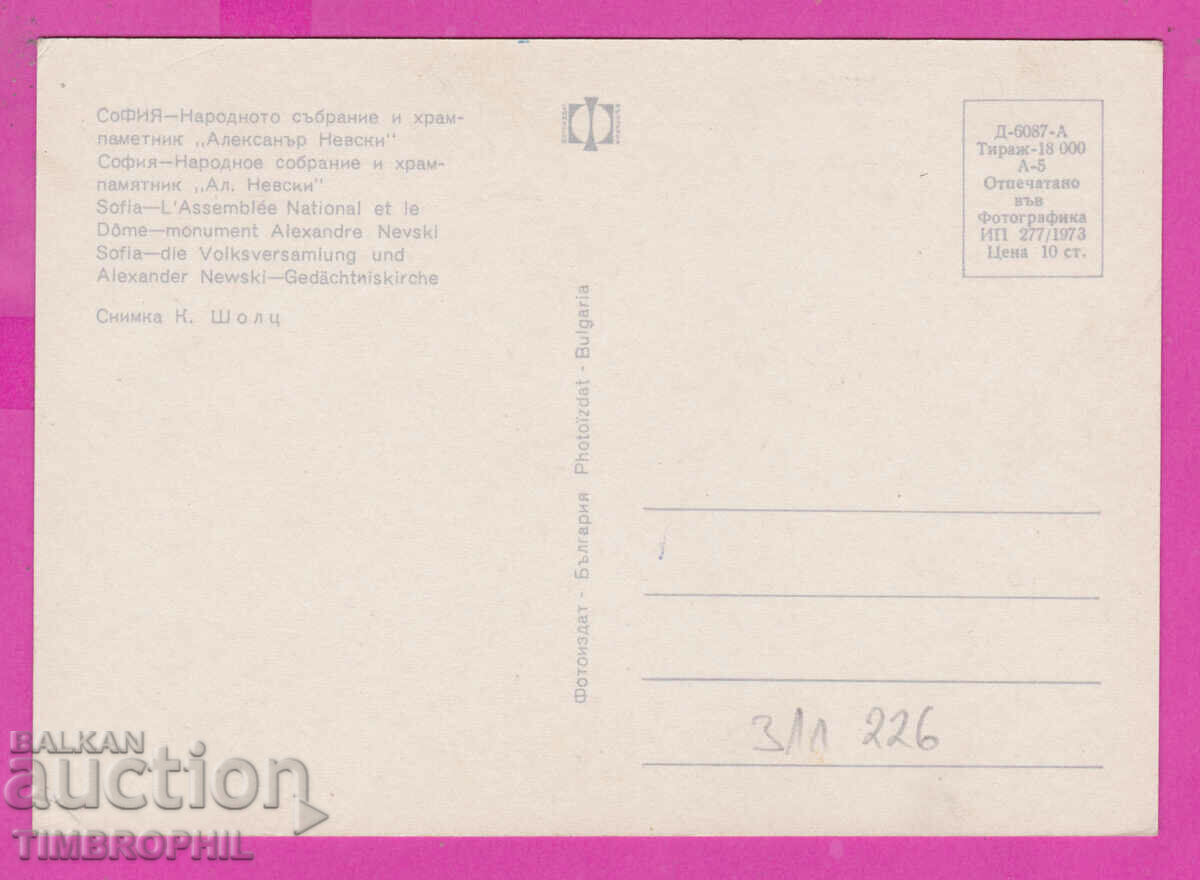 СоФИЯ—Народното събрание и храм-
паметник „Алексанър Невски"
София—Народное собрание и храм-
памятник „Ал. Невски"
Sofia—L'Assemblée National et le
Dôme—monument Alexandre Nevski
Sofia—die Volksversamlung und
Alexander Newski—Gedächtniskirche
Снимка К. Шолц
Фотоиздат - България Photoïzdat - Bulgaria
Д-6087-А
Тираж-18 000
А-5
Отпечатано
във
Фотографика
ИП 277/1973
Цена 10 ст.
311 226
BALKAN
auction
TIMBROPHIL